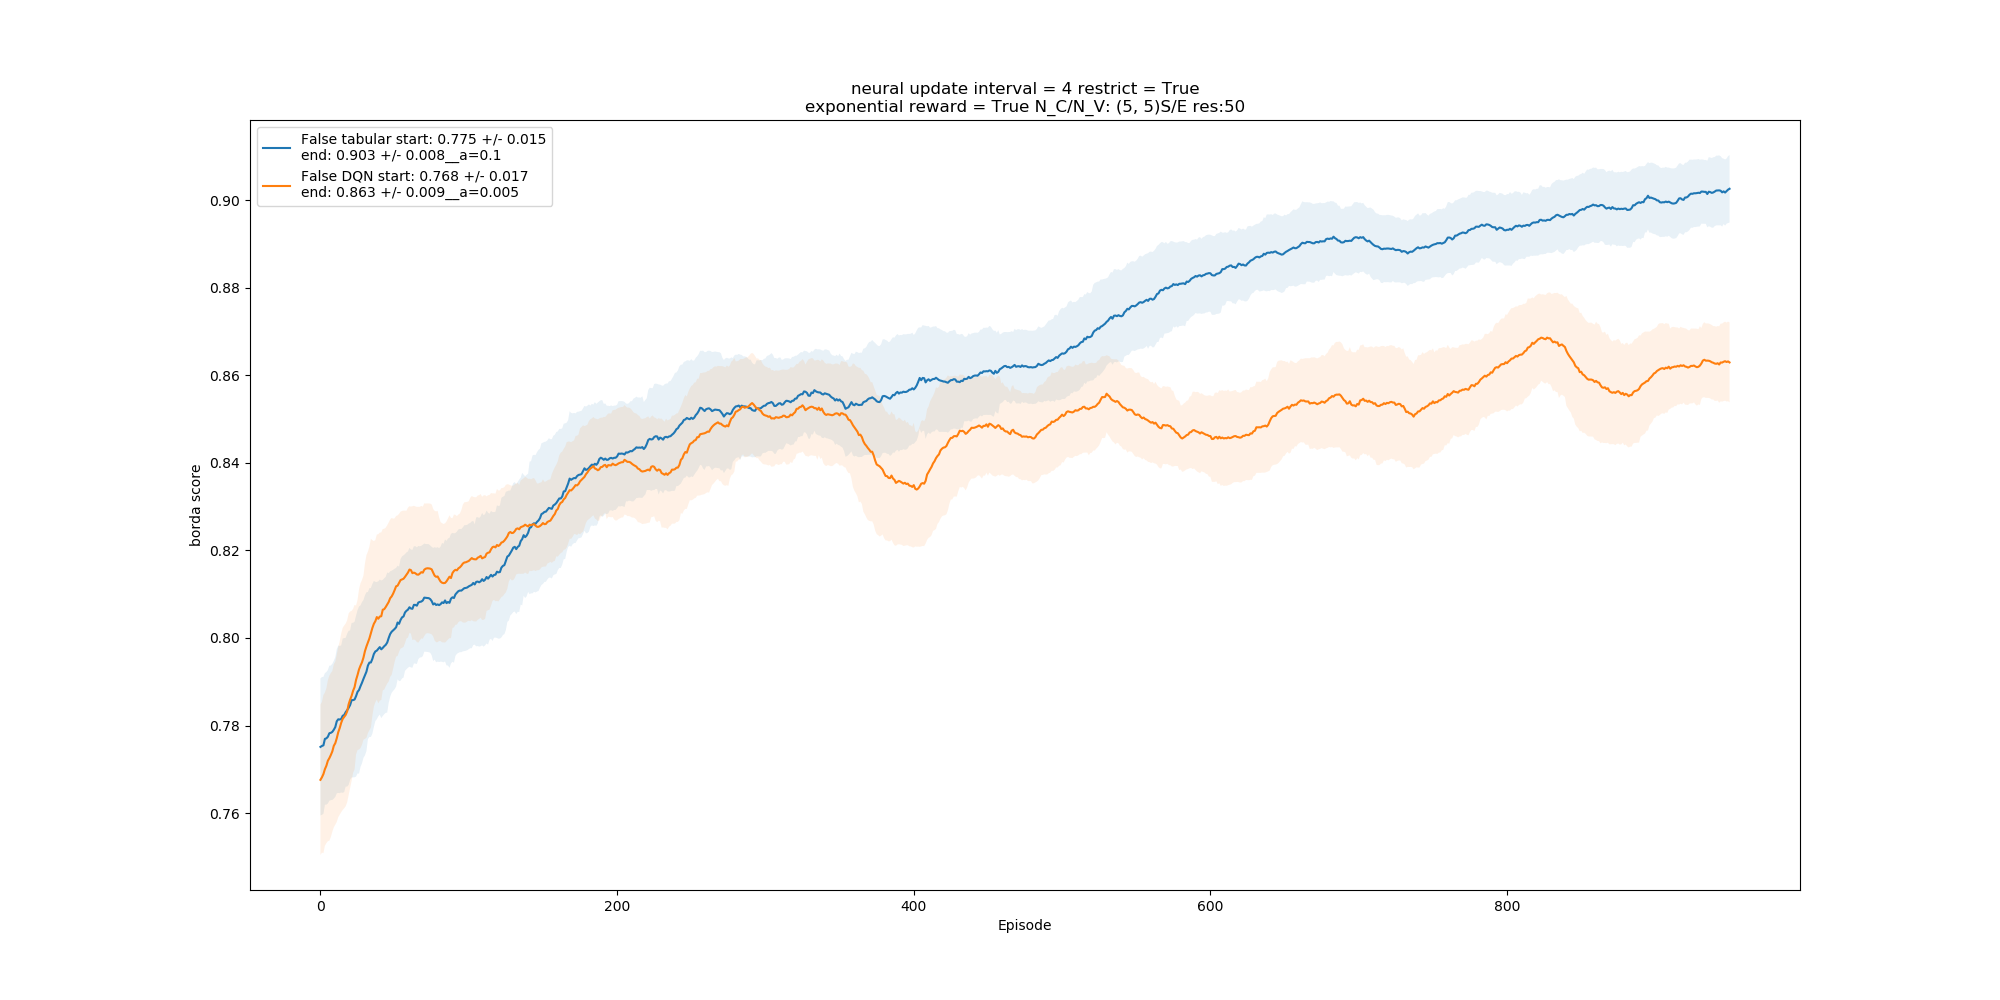 neural update interval = 4 restrict = True
exponential reward = True N_C/N_V: (5, 5)S/E res:50
False tabular start: 0.775 +/- 0.015
end: 0.903 +/- 0.008__a=0.1
False DQN start: 0.768 +/- 0.017
end: 0.863 +/- 0.009__a=0.005
0.90
0.88
0.86
0.84
0.82
0.80
0.78
0.76
borda score
0 200 400 600 800
Episode